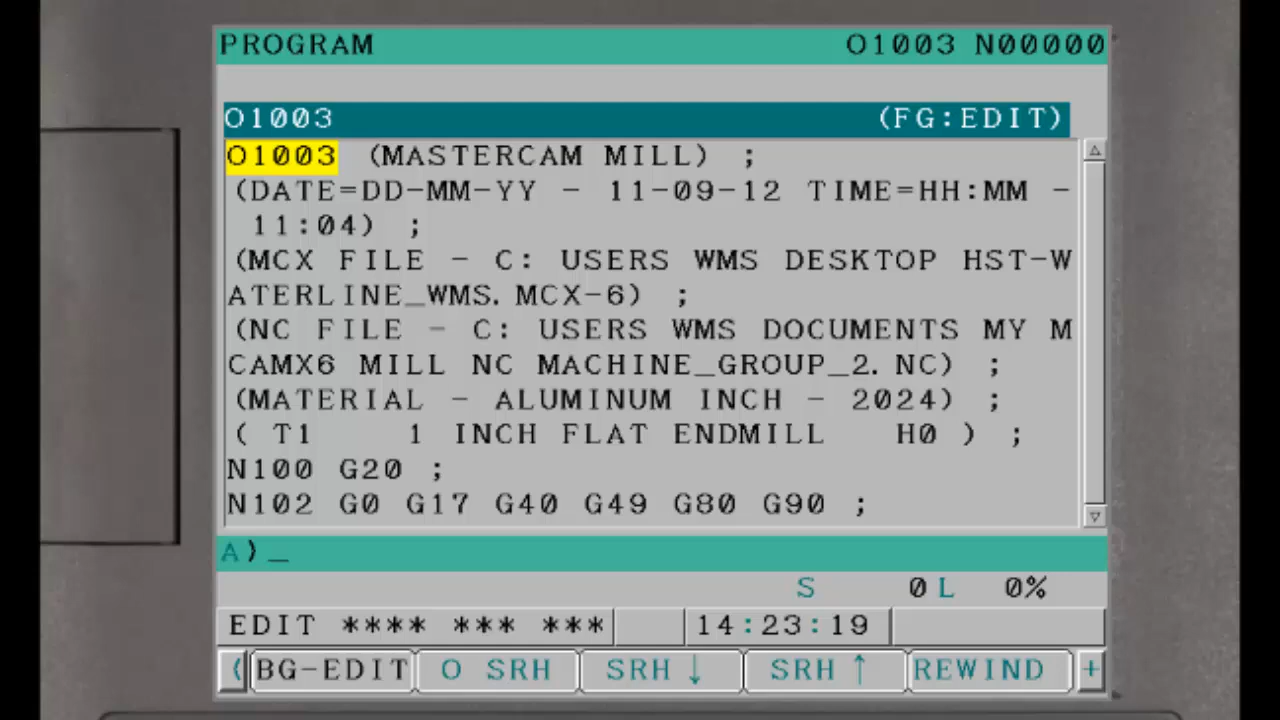 PROGRAM O1003 N00000
O1003 (FG:EDIT)
O1003 (MASTERCAM MILL) ;
(DATE=DD-MM-YY - 11-09-12 TIME=HH:MM -
11:04) ;
(MCX FILE - C: USERS WMS DESKTOP HST-W
ATERLINE_WMS.MCX-6) ;
(NC FILE - C: USERS WMS DOCUMENTS MY M
CAMX6 MILL NC MACHINE_GROUP_2.NC) ;
(MATERIAL - ALUMINUM INCH - 2024) ;
( T1 1 INCH FLAT ENDMILL H0 ) ;
N100 G20 ;
N102 G0 G17 G40 G49 G80 G90 ;
A)_
S 0 L 0%
EDIT **** *** *** 14:23:19
( BG-EDIT O SRH SRH ↓ SRH ↑ REWIND +